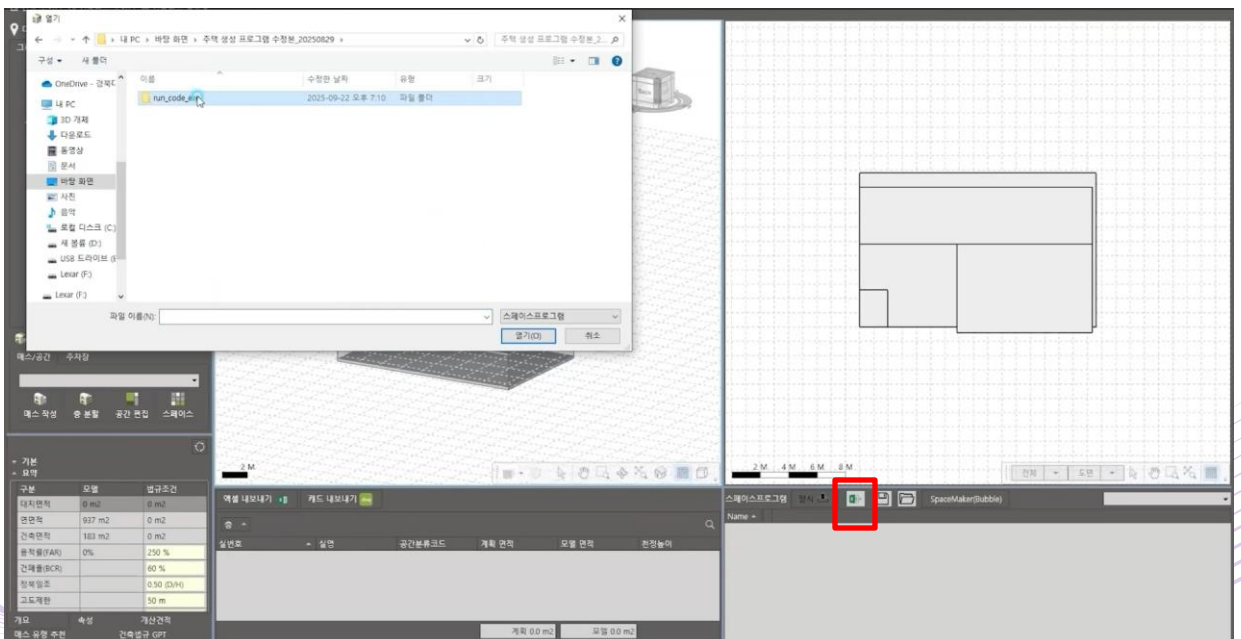 열기
내 PC › 바탕 화면 › 주택 생성 프로그램 수정본_20250829 ›
주택 생성 프로그램 수정본_2...
구성
새 폴더
이름
수정한 날짜
유형
크기
OneDrive - 경북대
2025-09-22 오후 7:10
파일 폴더
내 PC
3D 개체
다운로드
동영상
문서
바탕 화면
사진
음악
로컬 디스크 (C:)
새 볼륨 (D:)
USB 드라이브
Lexar (F:)
Lexar (F:)
파일 이름(N):
스페이스프로그램
열기(O)
취소
매스/공간
주차장
매스 작성
층 분할
공간 편집
스페이스
기본
요약
구분
모델
법규조건
대지면적
0 m2
0 m2
연면적
937 m2
0 m2
건축면적
183 m2
0 m2
용적률(FAR)
0%
250 %
건폐율(BCR)
60 %
정북일조
0.50 (D/H)
고도제한
50 m
개요
속성
개산견적
매스 유형 추천
건축법규 GPT
2 M
엑셀 내보내기
카드 내보내기
층
실번호
실명
공간분류코드
계획 면적
모델 면적
천정높이
계획 0.0 m2
모델 0.0 m2
2 M
4 M
6 M
8 M
전체
도면
스페이스프로그램
양식
SpaceMaker(Bubble)
Name